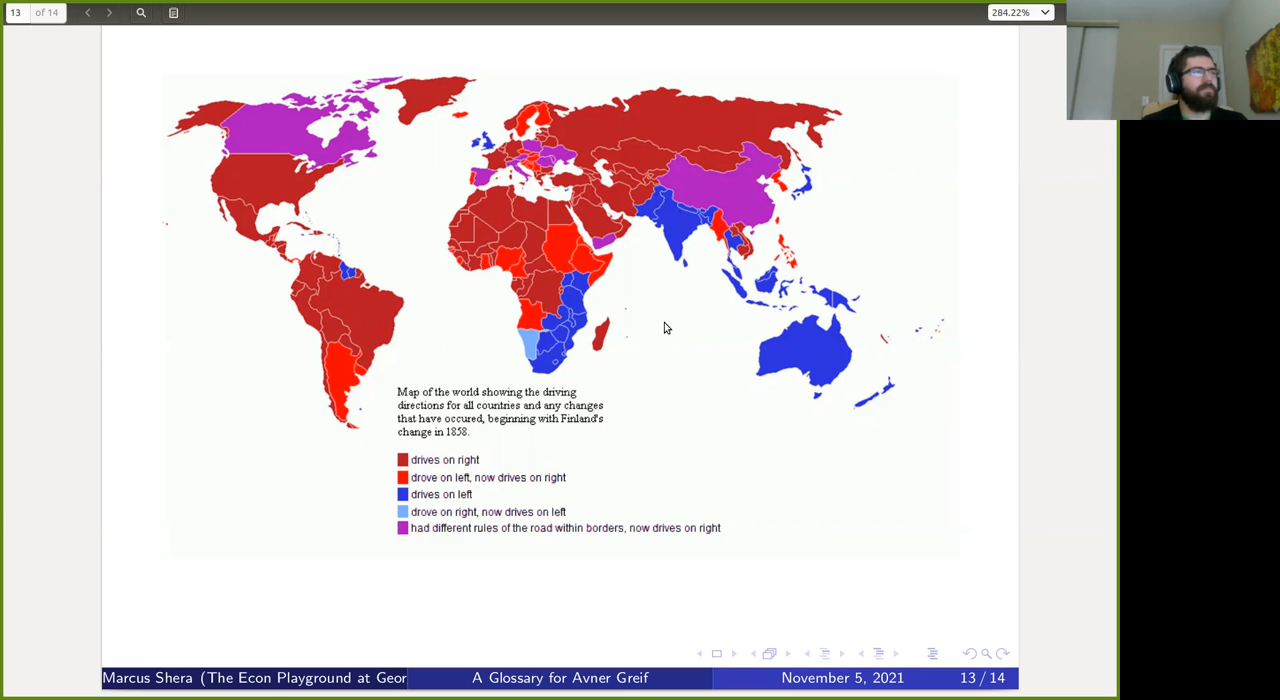 13 of 14
284.22%
Map of the world showing the driving
directions for all countries and any changes
that have occured, beginning with Finland's
change in 1858.
drives on right
drove on left, now drives on right
drives on left
drove on right, now drives on left
had different rules of the road within borders, now drives on right
Marcus Shera (The Econ Playground at Geor
A Glossary for Avner Greif
November 5, 2021
13 / 14